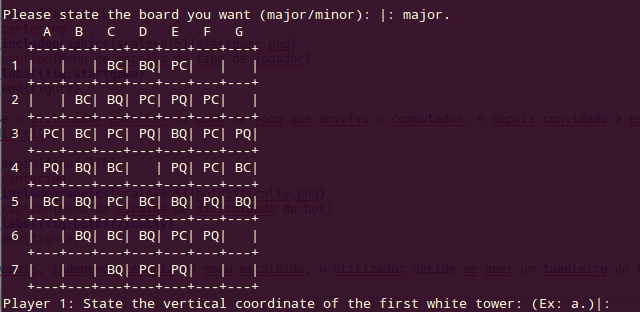 Please state the board you want (major/minor): |: major.
A B C D E F G
+---+---+---+---+---+---+---+
1 | | | BC| BQ| PC| | |
+---+---+---+---+---+---+---+
2 | | BC| BQ| PC| PQ| PC| |
+---+---+---+---+---+---+---+
3 | PC| BC| PC| PQ| BQ| PC| PQ|
+---+---+---+---+---+---+---+
4 | PQ| BQ| BC| | PQ| PC| BC|
+---+---+---+---+---+---+---+
5 | BC| BQ| PC| BC| BQ| PQ| BQ|
+---+---+---+---+---+---+---+
6 | | BQ| BC| BQ| PC| PQ| |
+---+---+---+---+---+---+---+
7 | | | BQ| PC| PQ| | |
+---+---+---+---+---+---+---+
Player 1: State the vertical coordinate of the first white tower: (Ex: a.)|: